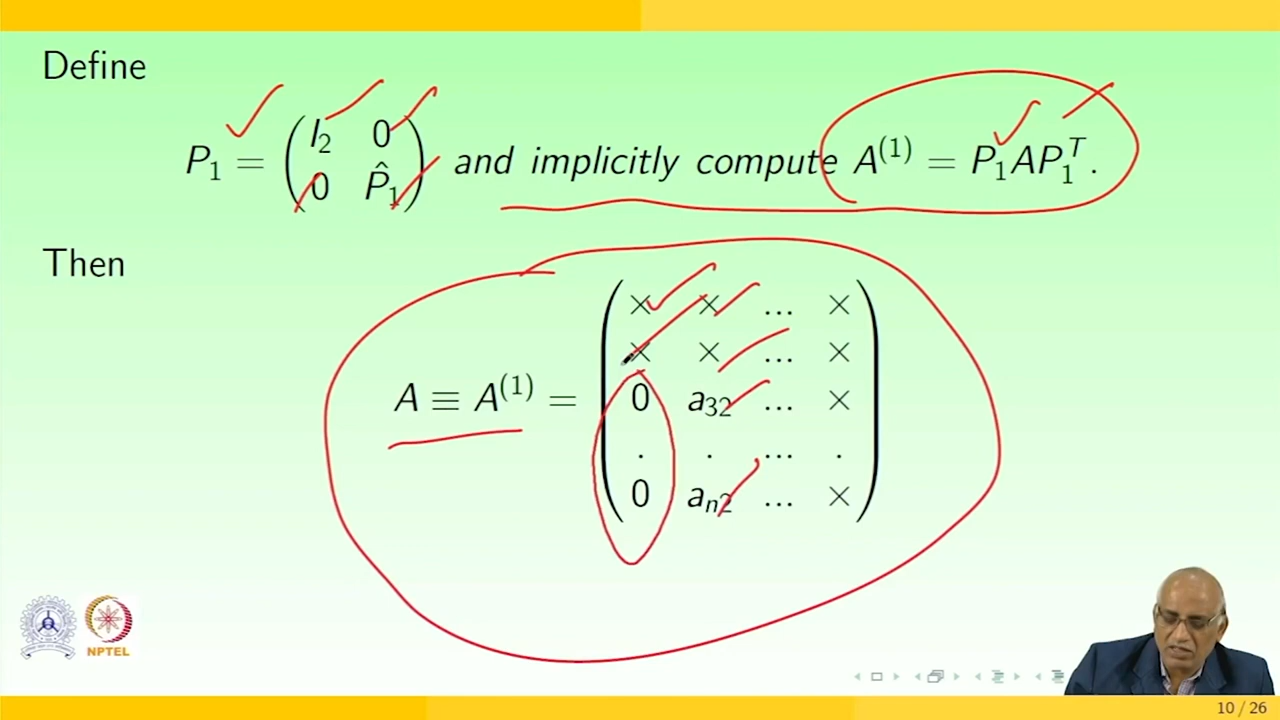 Define
P₁ = ( I₂ 0 ; 0 P̂₁ ) and implicitly compute A⁽¹⁾ = P₁AP₁ᵀ.
Then
× × ... ×
× × ... ×
A ≡ A⁽¹⁾ = 0 a₃₂ ... ×
. . ... .
0 aₙ₂ ... ×
NPTEL
10 / 26